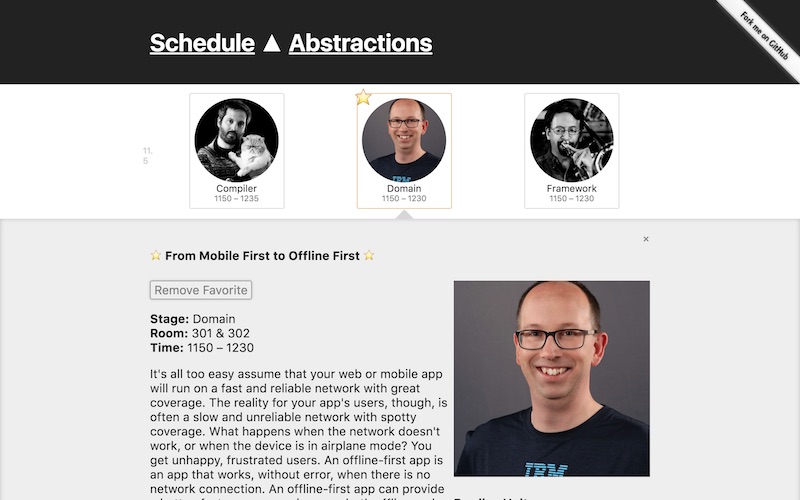 Schedule ▲ Abstractions
Fork me on GitHub
11.
5
Compiler
1150 – 1235
IBM
Domain
1150 – 1230
Framework
1150 – 1230
×
From Mobile First to Offline First
Remove Favorite
Stage: Domain
Room: 301 & 302
Time: 1150 – 1230
It's all too easy assume that your web or mobile app
will run on a fast and reliable network with great
coverage. The reality for your app's users, though, is
often a slow and unreliable network with spotty
coverage. What happens when the network doesn't
work, or when the device is in airplane mode? You
get unhappy, frustrated users. An offline-first app is
an app that works, without error, when there is no
network connection. An offline-first app can provide
IBM